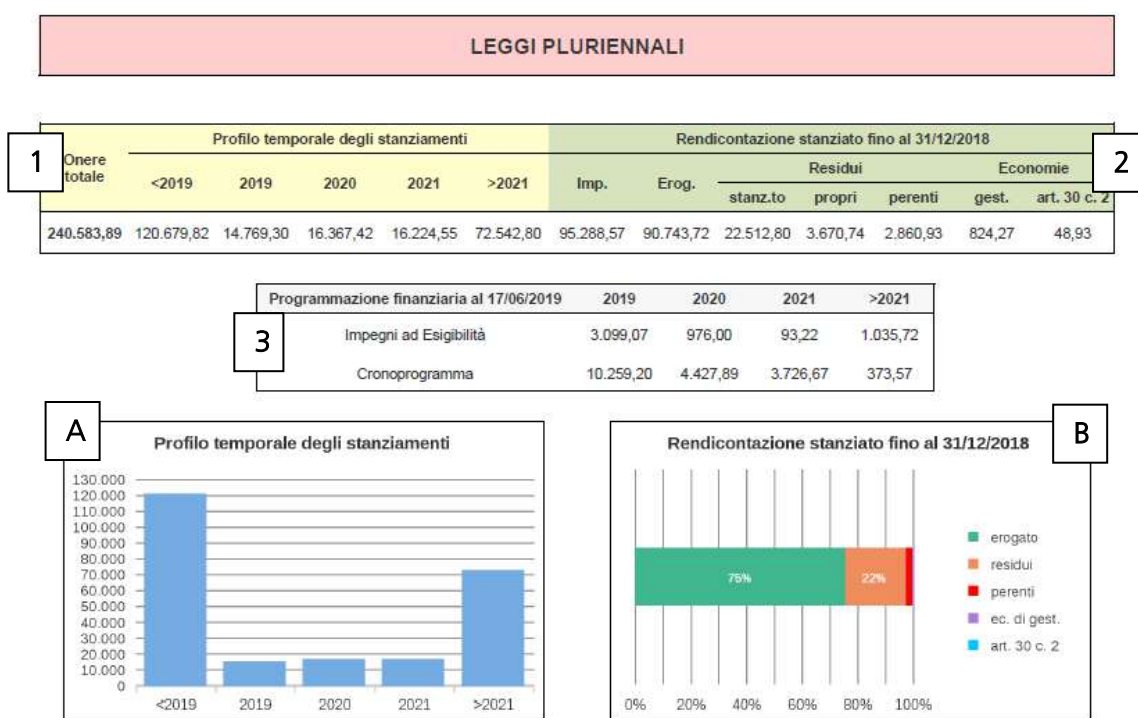 LEGGI PLURIENNALI
1
2
Onere totale
Profilo temporale degli stanziamenti
Rendicontazione stanziato fino al 31/12/2018
<2019 2019 2020 2021 >2021 Imp. Erog. Residui Economie
stanz.to propri perenti gest. art. 30 c. 2
240.583,89 120.679,82 14.769,30 16.367,42 16.224,55 72.542,80 95.288,57 90.743,72 22.512,80 3.670,74 2.860,93 824,27 48,93
3
Programmazione finanziaria al 17/06/2019 2019 2020 2021 >2021
Impegni ad Esigibilità 3.099,07 976,00 93,22 1.035,72
Cronoprogramma 10.259,20 4.427,89 3.726,67 373,57
A
Profilo temporale degli stanziamenti
130.000
120.000
110.000
100.000
90.000
80.000
70.000
60.000
50.000
40.000
30.000
20.000
10.000
0
<2019 2019 2020 2021 >2021
B
Rendicontazione stanziato fino al 31/12/2018
75% 22%
erogato
residui
perenti
ec. di gest.
art. 30 c. 2
0% 20% 40% 60% 80% 100%